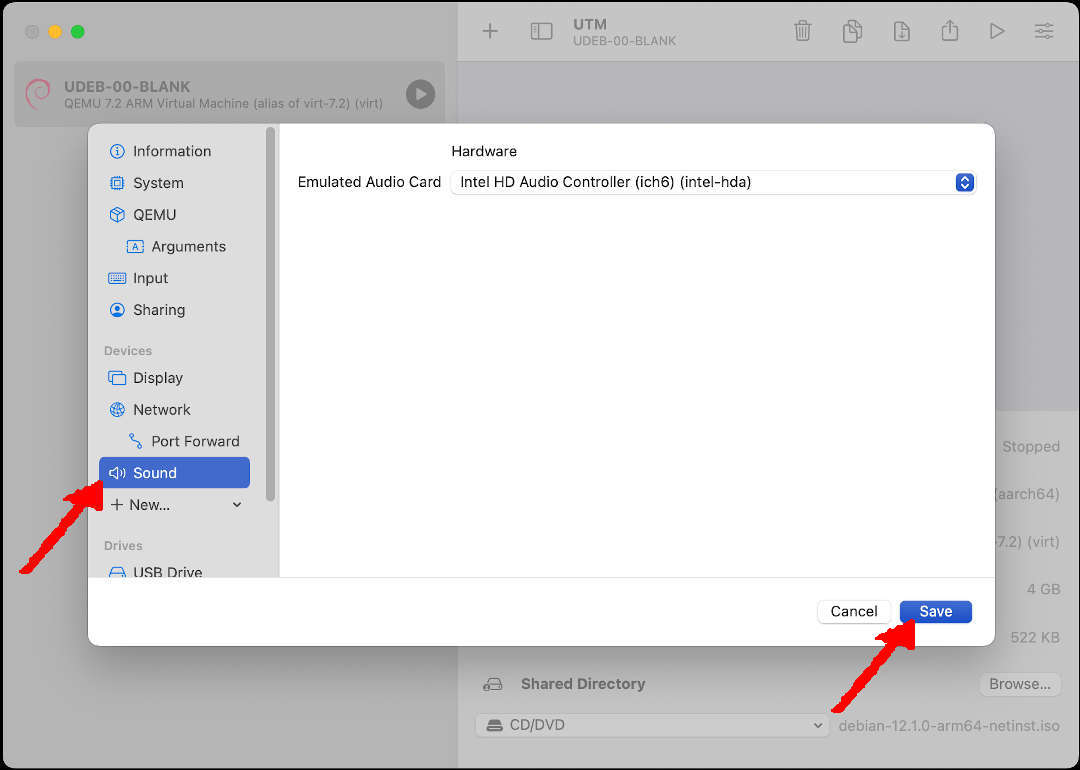 UTM
UDEB-00-BLANK
UDEB-00-BLANK
QEMU 7.2 ARM Virtual Machine (alias of virt-7.2) (virt)
Information
System
QEMU
A Arguments
Input
Sharing
Devices
Display
Network
Port Forward
Sound
New...
Drives
USB Drive
Hardware
Emulated Audio Card Intel HD Audio Controller (ich6) (intel-hda)
Cancel Save
Stopped
(aarch64)
-7.2) (virt)
4 GB
522 KB
Shared Directory Browse...
CD/DVD debian-12.1.0-arm64-netinst.iso